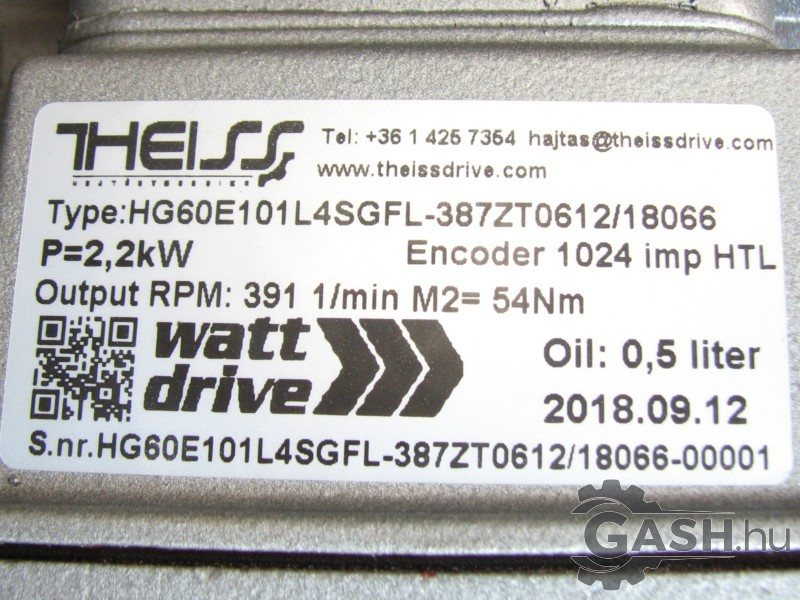 THEISS
HAJTÁSTECHNIKA
Tel: +36 1 425 7354 hajtas@theissdrive.com
www.theissdrive.com
Type:HG60E101L4SGFL-387ZT0612/18066
P=2,2kW Encoder 1024 imp HTL
Output RPM: 391 1/min M2= 54Nm
watt
drive
Oil: 0,5 liter
2018.09.12
S.nr.HG60E101L4SGFL-387ZT0612/18066-00001
GASH.hu